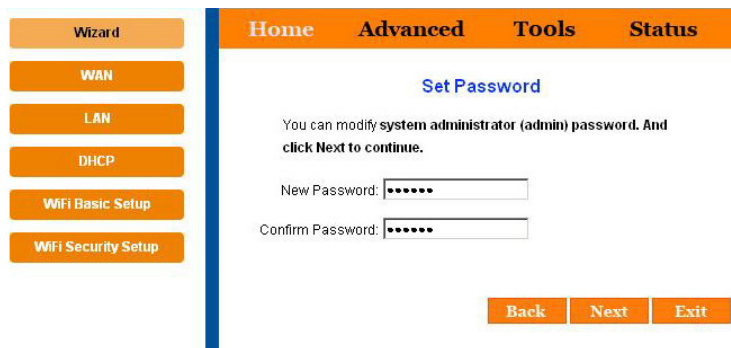 Wizard
WAN
LAN
DHCP
WiFi Basic Setup
WiFi Security Setup
Home Advanced Tools Status
Set Password
You can modify system administrator (admin) password. And
click Next to continue.
New Password: ••••••
Confirm Password: ••••••
Back Next Exit